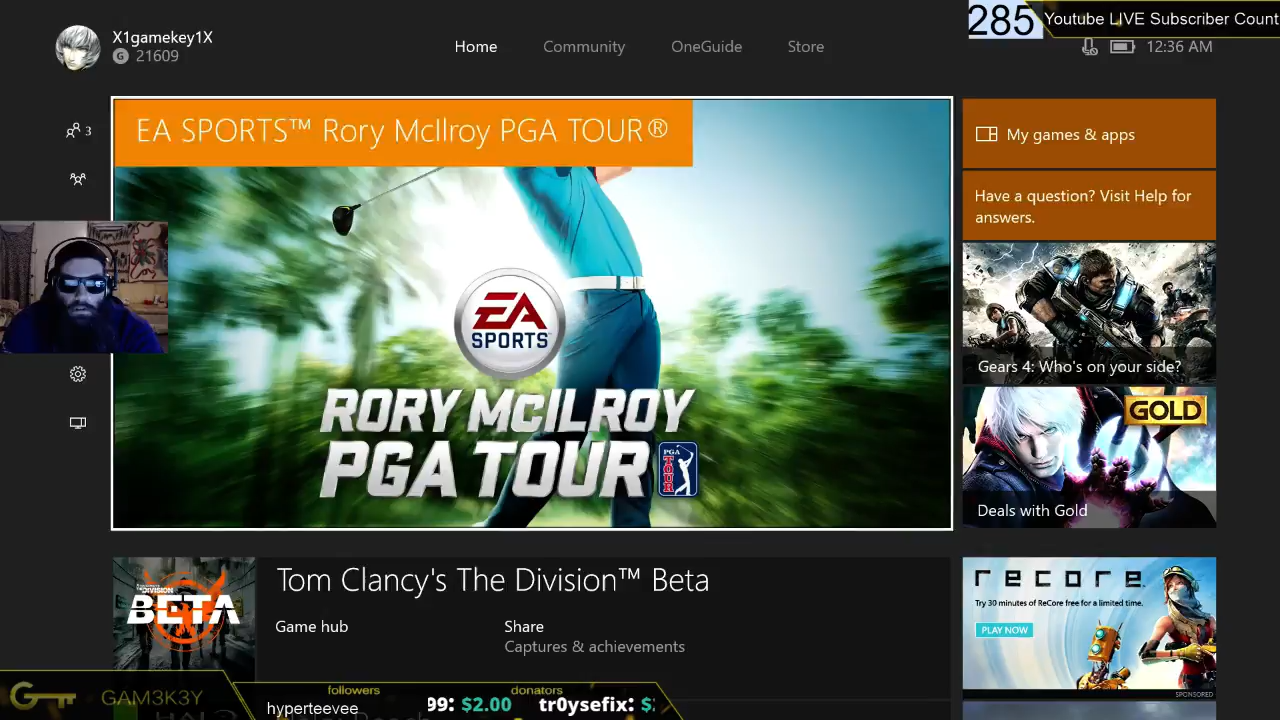 285
Youtube LIVE Subscriber Count
X1gamekey1X
G 21609
Home
Community
OneGuide
Store
12:36 AM
3
EA SPORTS™ Rory McIlroy PGA TOUR®
EA
SPORTS
RORY McILROY
PGA TOUR
PGA
TOUR
My games & apps
Have a question? Visit Help for
answers.
Gears 4: Who's on your side?
GOLD
Deals with Gold
THE DIVISION
BETA
Tom Clancy's The Division™ Beta
Game hub
Share
Captures & achievements
recore
Try 30 minutes of ReCore free for a limited time.
PLAY NOW
SPONSORED
GAM3K3Y
followers
hyperteevee
donators
99: $2.00
tr0ysefix: $